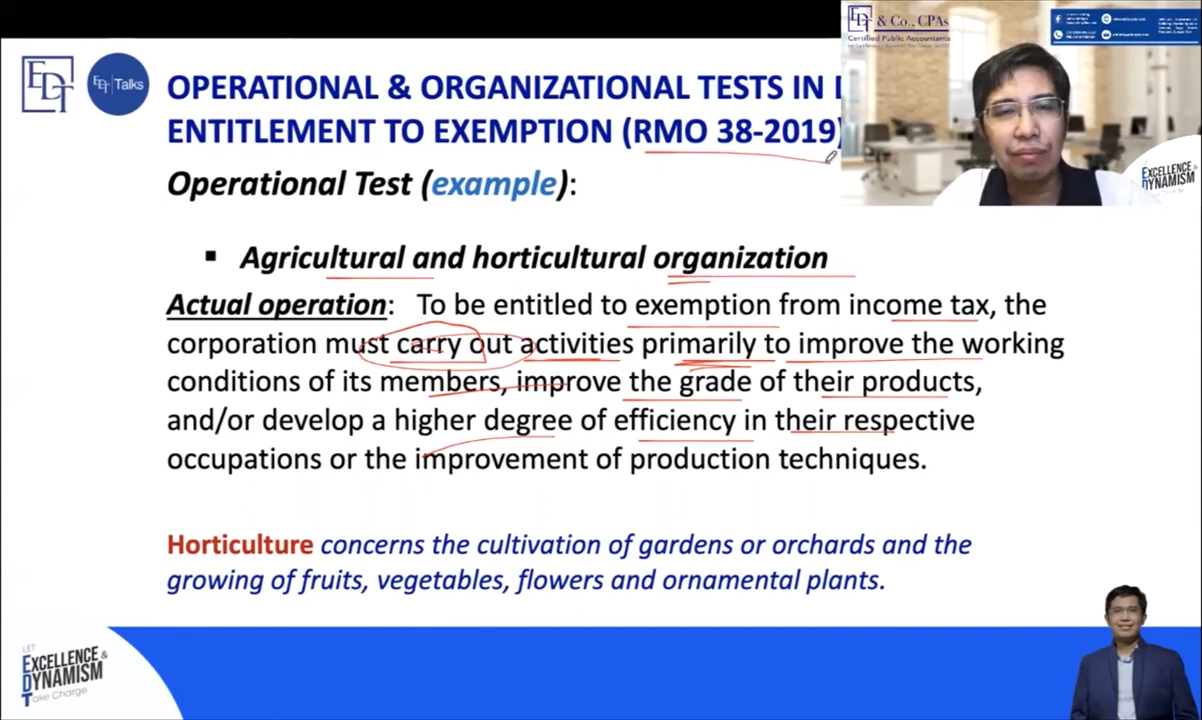 EDT
EDT Talks
& Co., CPAs
Certified Public Accountants
OPERATIONAL & ORGANIZATIONAL TESTS IN
ENTITLEMENT TO EXEMPTION (RMO 38-2019)
Operational Test (example):
▪ Agricultural and horticultural organization
EXCELLENCE &
DYNAMISM
Actual operation: To be entitled to exemption from income tax, the
corporation must carry out activities primarily to improve the working
conditions of its members, improve the grade of their products,
and/or develop a higher degree of efficiency in their respective
occupations or the improvement of production techniques.
Horticulture concerns the cultivation of gardens or orchards and the
growing of fruits, vegetables, flowers and ornamental plants.
LET
EXCELLENCE &
DYNAMISM
Take Charge
EDT